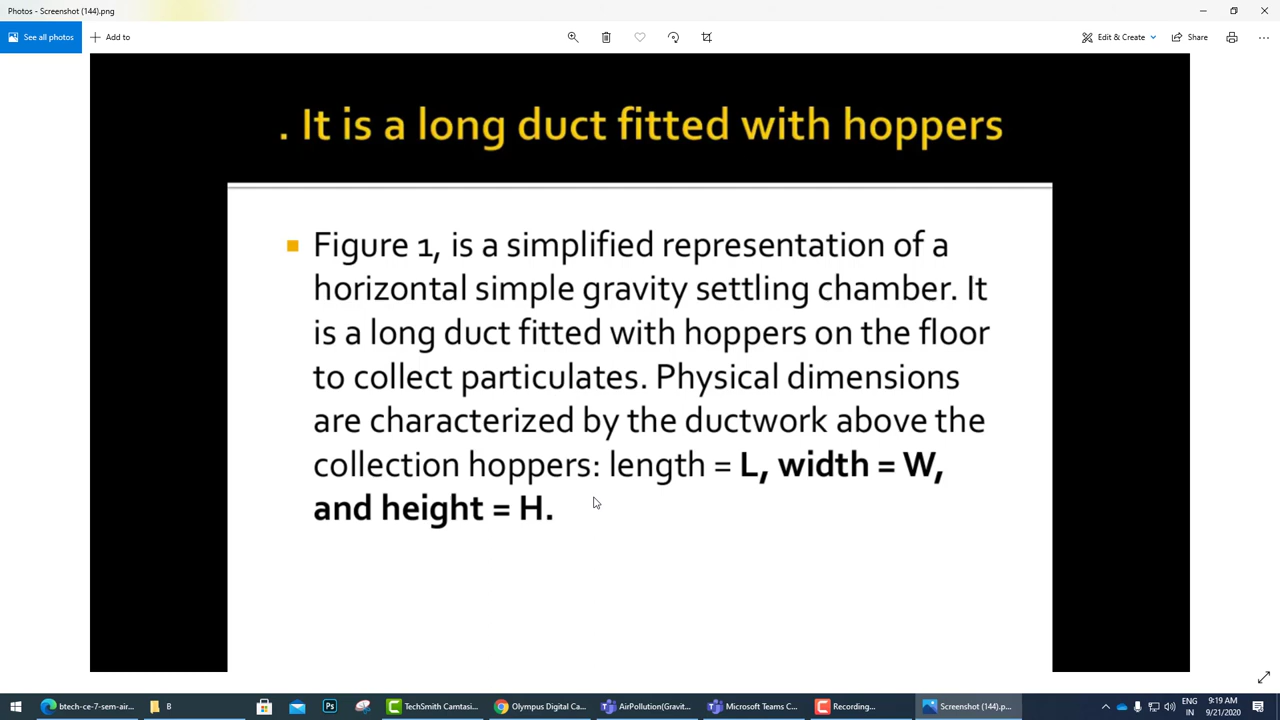 Photos - Screenshot (144).png
See all photos
Add to
Edit & Create
Share
. It is a long duct fitted with hoppers
Figure 1, is a simplified representation of a
horizontal simple gravity settling chamber. It
is a long duct fitted with hoppers on the floor
to collect particulates. Physical dimensions
are characterized by the ductwork above the
collection hoppers: length = L, width = W,
and height = H.
btech-ce-7-sem-air...
B
TechSmith Camtasi...
Olympus Digital Ca...
AirPollution(Gravit...
Microsoft Teams C...
Recording...
Screenshot (144).p...
ENG
IN
9:19 AM
9/21/2020